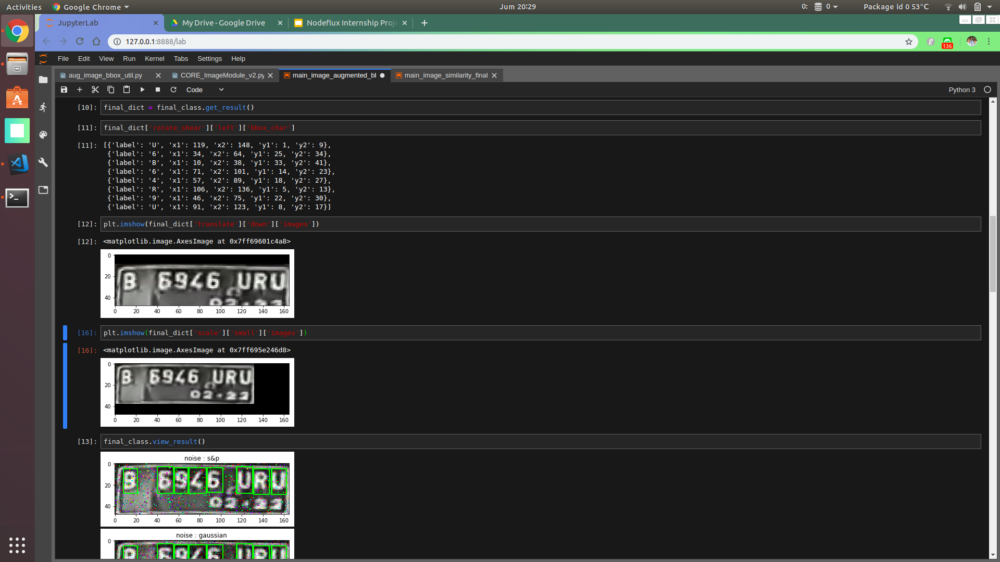 Activities Google Chrome Jum 20:29 0: 0 Package id 0 53°C
JupyterLab My Drive - Google Drive Nodeflux Internship Proj
127.0.0.1:8888/lab 136
File Edit View Run Kernel Tabs Settings Help
aug_image_bbox_util.py CORE_ImageModule_v2.py main_image_augmented_bl main_image_similarity_final
Code Python 3
[10]: final_dict = final_class.get_result()
[11]: final_dict['rotate_shear']['left']['bbox_char']
[11]: [{'label': 'U', 'x1': 119, 'x2': 148, 'y1': 1, 'y2': 9},
{'label': '6', 'x1': 34, 'x2': 64, 'y1': 25, 'y2': 34},
{'label': 'B', 'x1': 10, 'x2': 38, 'y1': 33, 'y2': 41},
{'label': '6', 'x1': 71, 'x2': 101, 'y1': 14, 'y2': 23},
{'label': '4', 'x1': 57, 'x2': 89, 'y1': 18, 'y2': 27},
{'label': 'R', 'x1': 106, 'x2': 136, 'y1': 5, 'y2': 13},
{'label': '9', 'x1': 46, 'x2': 75, 'y1': 22, 'y2': 30},
{'label': 'U', 'x1': 91, 'x2': 123, 'y1': 8, 'y2': 17}]
[12]: plt.imshow(final_dict['translate']['down']['images'])
[12]: <matplotlib.image.AxesImage at 0x7ff69601c4a8>
0
20
40
B 6946 URU
0 20 40 60 80 100 120 140 160
[16]: plt.imshow(final_dict['scale']['small']['images'])
[16]: <matplotlib.image.AxesImage at 0x7ff695e246d8>
0
20
40
B 6946 URU
02·22
0 20 40 60 80 100 120 140 160
[13]: final_class.view_result()
noise : s&p
0
20
40
B 6946 URU
02·22
0 20 40 60 80 100 120 140 160
noise : gaussian
0
B 6946 URU